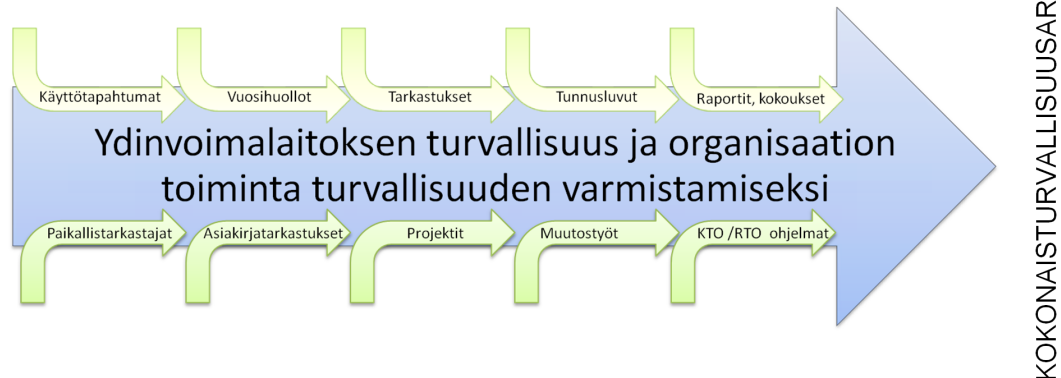 Käyttötapahtumat
Vuosihuollot
Tarkastukset
Tunnusluvut
Raportit, kokoukset
Ydinvoimalaitoksen turvallisuus ja organisaation
toiminta turvallisuuden varmistamiseksi
Paikallistarkastajat
Asiakirjatarkastukset
Projektit
Muutostyöt
KTO /RTO ohjelmat
KOKONAISTURVALLISUUSAR